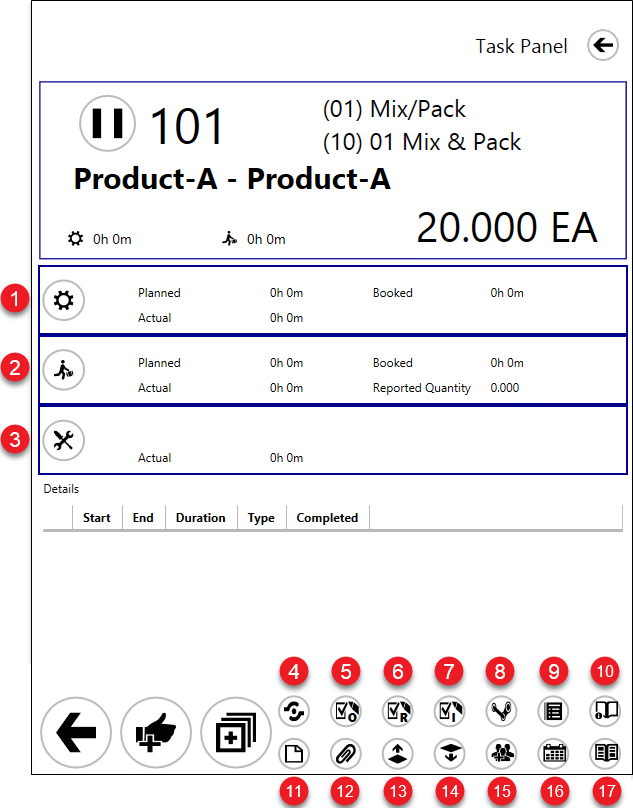 Task Panel
101
(01) Mix/Pack
(10) 01 Mix & Pack
Product-A - Product-A
0h 0m 0h 0m
20.000 EA
1
Planned 0h 0m Booked 0h 0m
Actual 0h 0m
2
Planned 0h 0m Booked 0h 0m
Actual 0h 0m Reported Quantity 0.000
3
Actual 0h 0m
Details
Start End Duration Type Completed
4 5 6 7 8 9 10
O R I
11 12 13 14 15 16 17